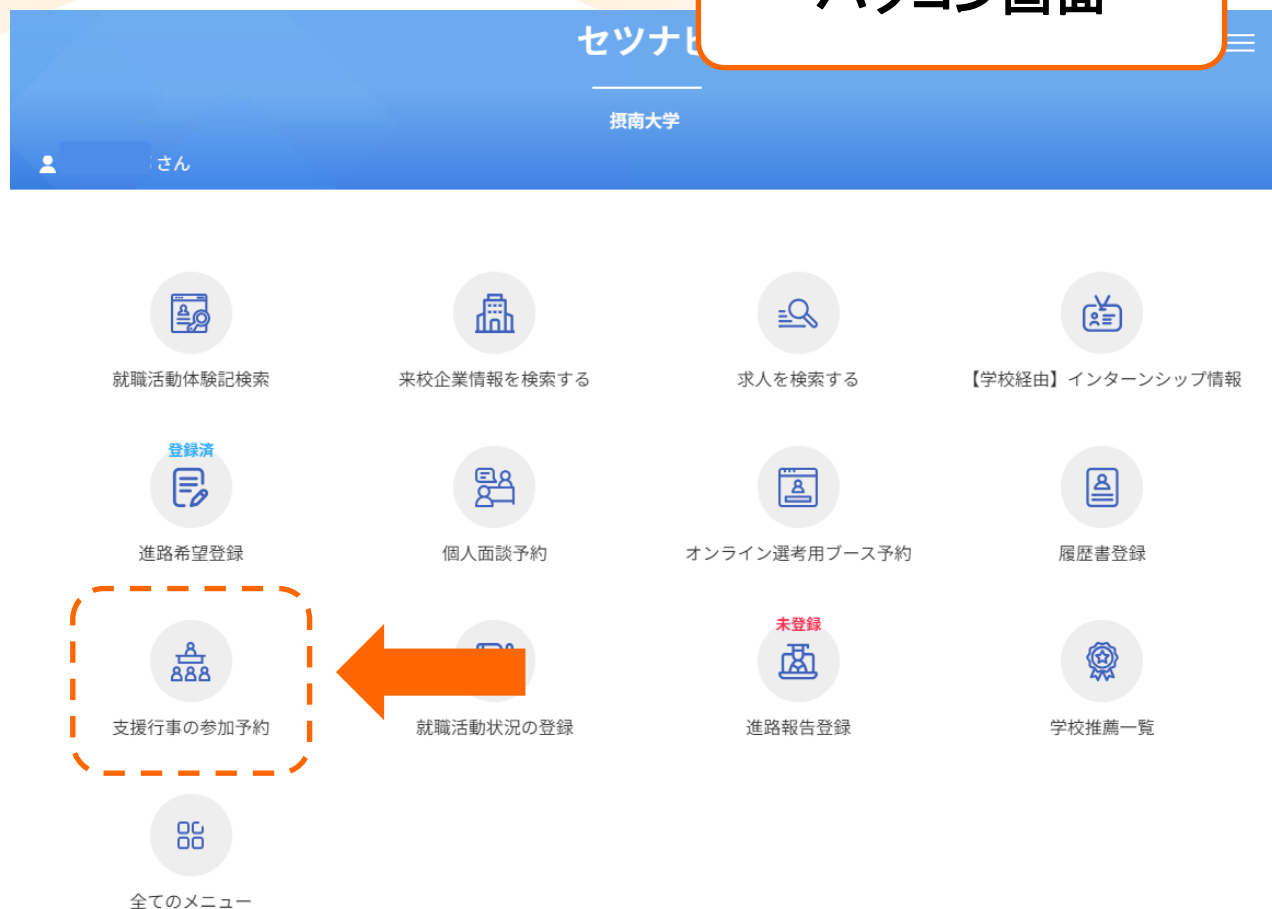 パソコン画面
セツナビ
摂南大学
さん
就職活動体験記検索
来校企業情報を検索する
求人を検索する
【学校経由】インターンシップ情報
登録済
進路希望登録
個人面談予約
オンライン選考用ブース予約
履歴書登録
支援行事の参加予約
就職活動状況の登録
未登録
進路報告登録
学校推薦一覧
全てのメニュー